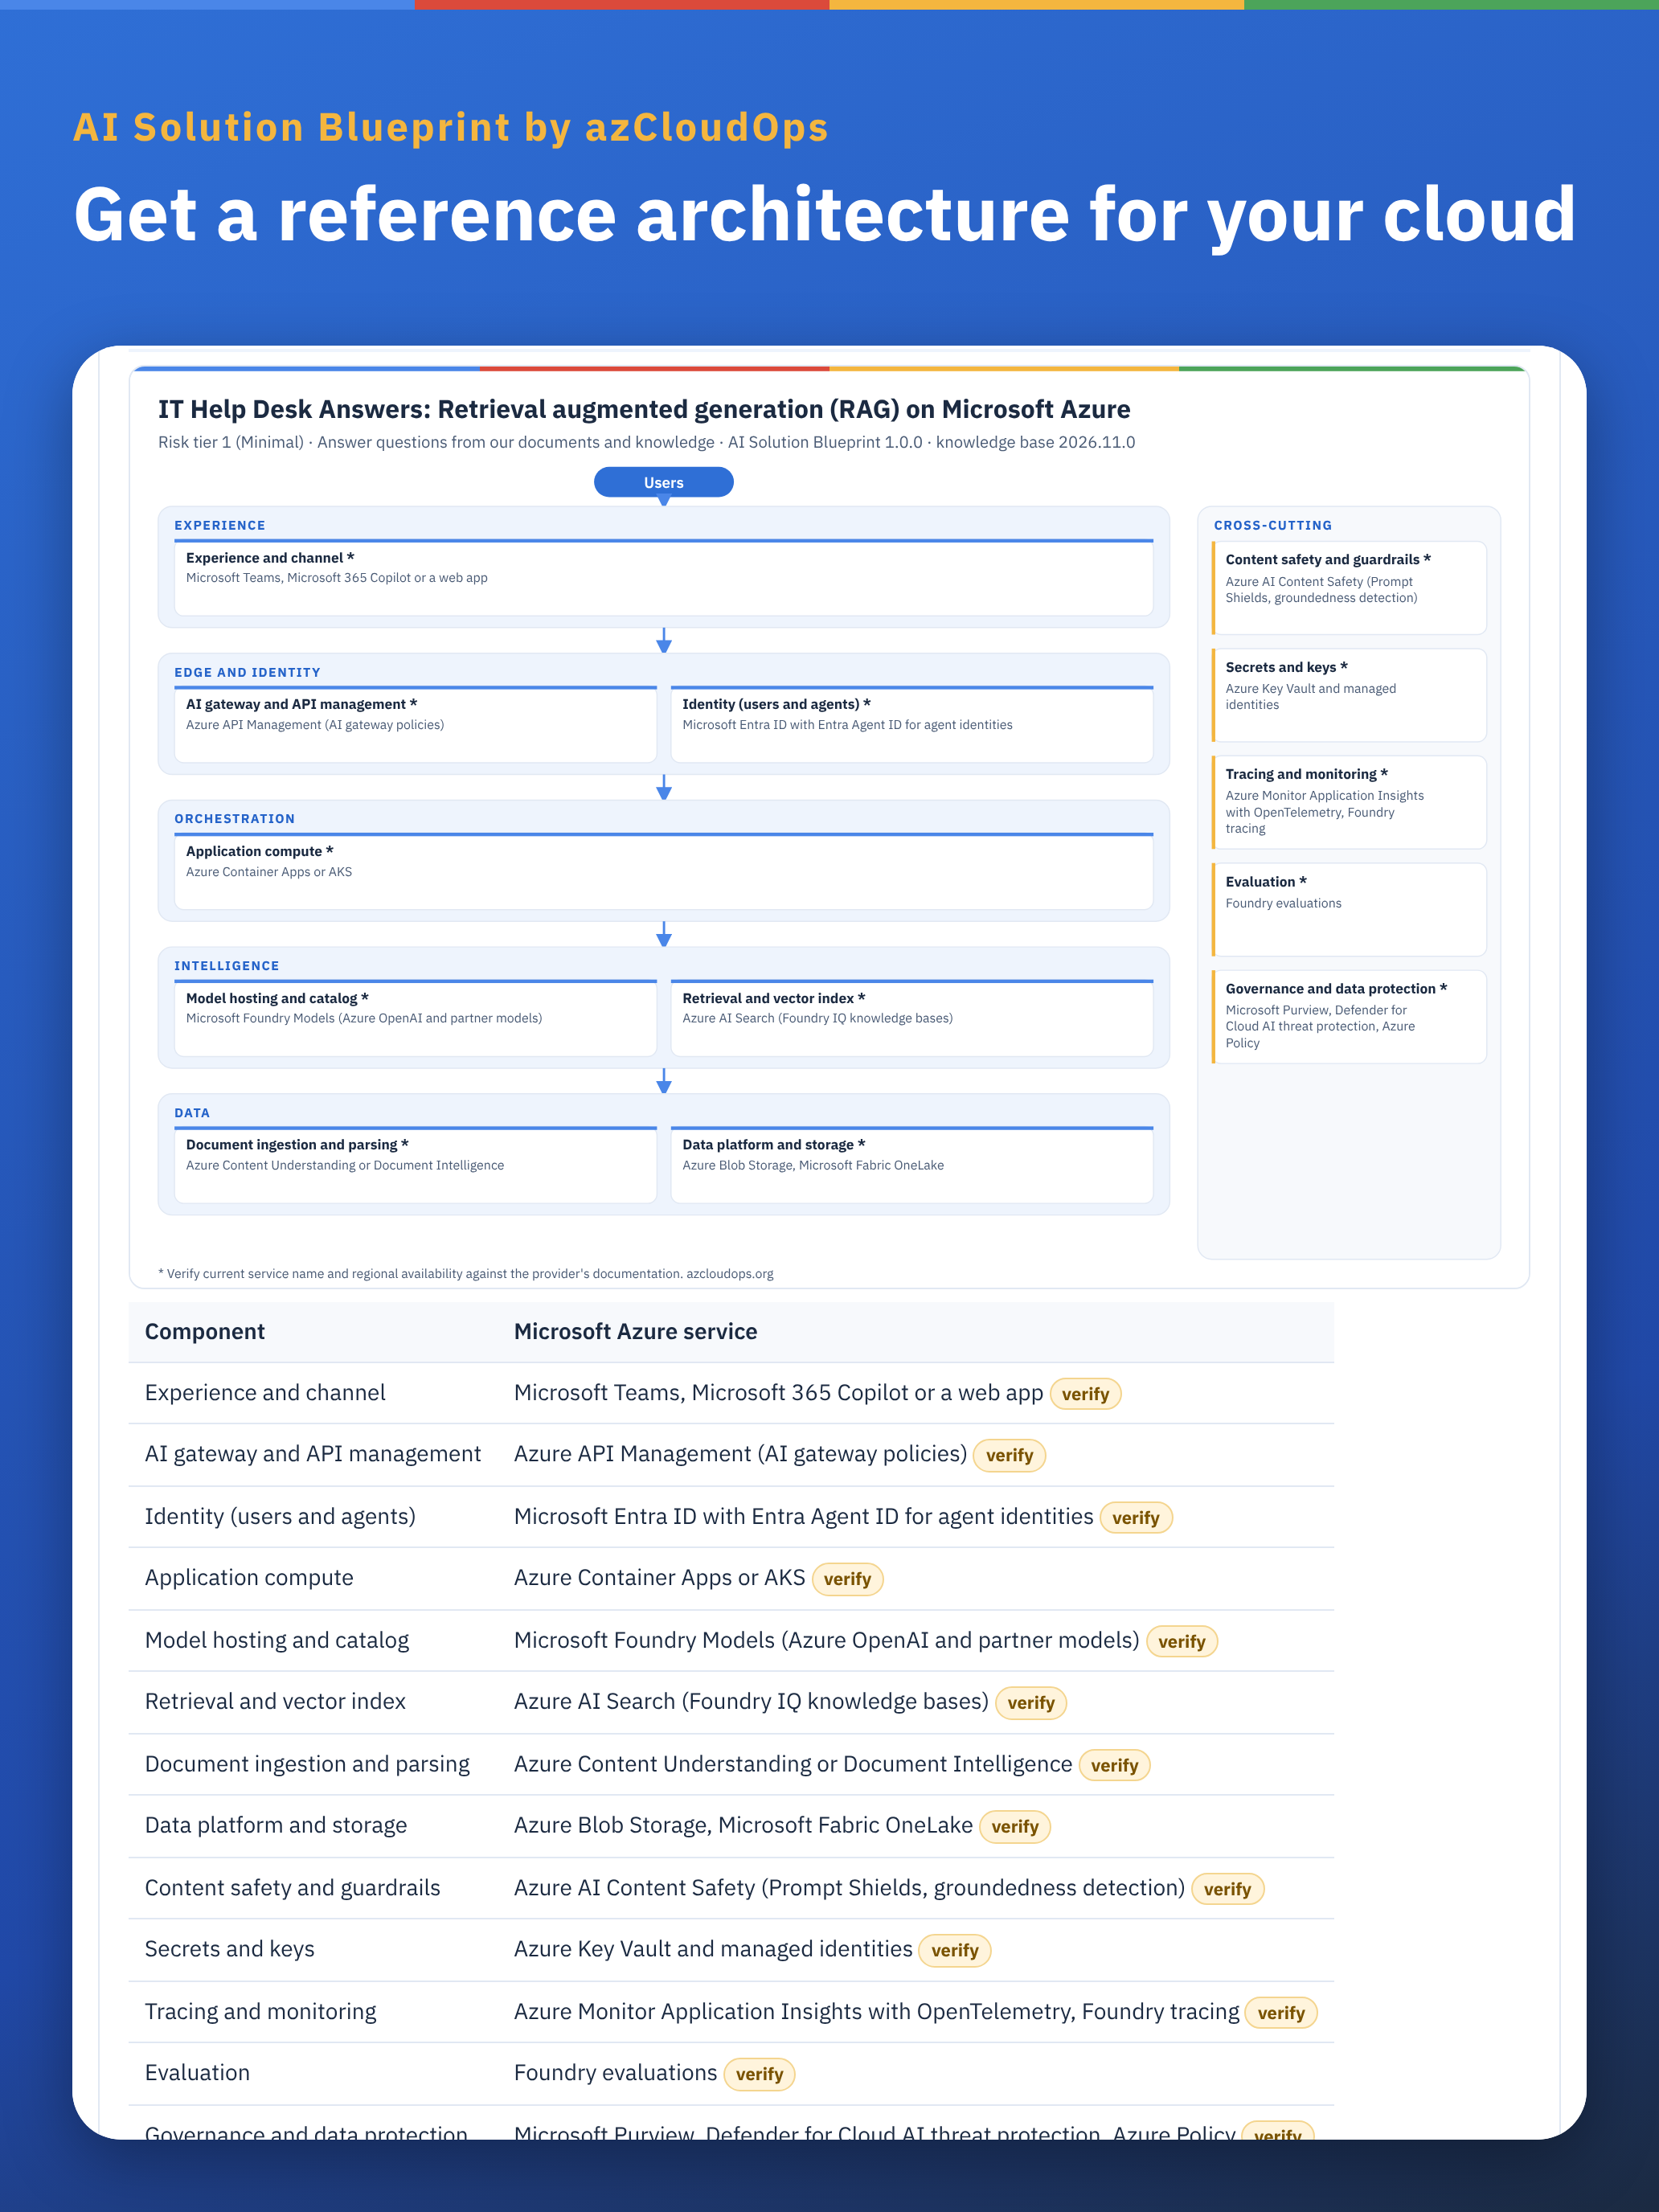 AI Solution Blueprint by azCloudOps
Get a reference architecture for your cloud
IT Help Desk Answers: Retrieval augmented generation (RAG) on Microsoft Azure
Risk tier 1 (Minimal) · Answer questions from our documents and knowledge · AI Solution Blueprint 1.0.0 · knowledge base 2026.11.0
Users
EXPERIENCE
Experience and channel *
Microsoft Teams, Microsoft 365 Copilot or a web app
EDGE AND IDENTITY
AI gateway and API management *
Azure API Management (AI gateway policies)
Identity (users and agents) *
Microsoft Entra ID with Entra Agent ID for agent identities
ORCHESTRATION
Application compute *
Azure Container Apps or AKS
INTELLIGENCE
Model hosting and catalog *
Microsoft Foundry Models (Azure OpenAI and partner models)
Retrieval and vector index *
Azure AI Search (Foundry IQ knowledge bases)
DATA
Document ingestion and parsing *
Azure Content Understanding or Document Intelligence
Data platform and storage *
Azure Blob Storage, Microsoft Fabric OneLake
CROSS-CUTTING
Content safety and guardrails *
Azure AI Content Safety (Prompt
Shields, groundedness detection)
Secrets and keys *
Azure Key Vault and managed
identities
Tracing and monitoring *
Azure Monitor Application Insights
with OpenTelemetry, Foundry
tracing
Evaluation *
Foundry evaluations
Governance and data protection *
Microsoft Purview, Defender for
Cloud AI threat protection, Azure
Policy
* Verify current service name and regional availability against the provider's documentation. azcloudops.org
Component Microsoft Azure service
Experience and channel Microsoft Teams, Microsoft 365 Copilot or a web app verify
AI gateway and API management Azure API Management (AI gateway policies) verify
Identity (users and agents) Microsoft Entra ID with Entra Agent ID for agent identities verify
Application compute Azure Container Apps or AKS verify
Model hosting and catalog Microsoft Foundry Models (Azure OpenAI and partner models) verify
Retrieval and vector index Azure AI Search (Foundry IQ knowledge bases) verify
Document ingestion and parsing Azure Content Understanding or Document Intelligence verify
Data platform and storage Azure Blob Storage, Microsoft Fabric OneLake verify
Content safety and guardrails Azure AI Content Safety (Prompt Shields, groundedness detection) verify
Secrets and keys Azure Key Vault and managed identities verify
Tracing and monitoring Azure Monitor Application Insights with OpenTelemetry, Foundry tracing verify
Evaluation Foundry evaluations verify
Governance and data protection Microsoft Purview, Defender for Cloud AI threat protection, Azure Policy verify